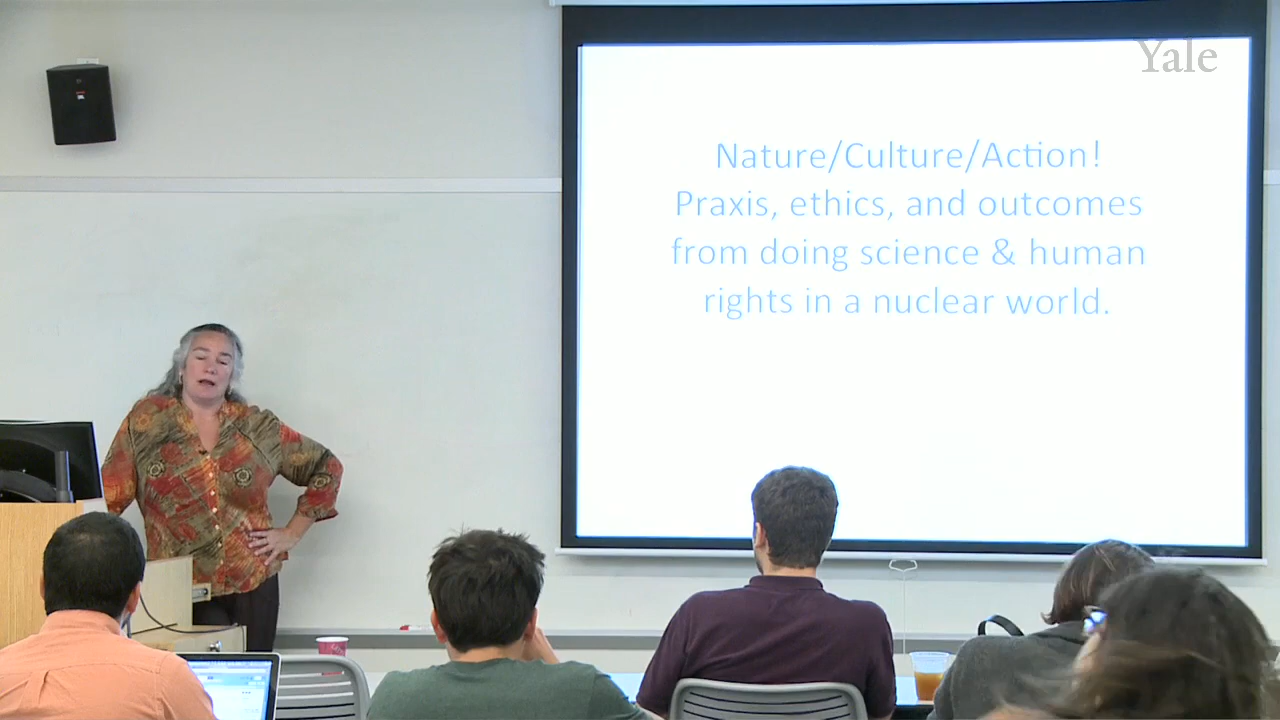 Yale
Nature/Culture/Action!
Praxis, ethics, and outcomes
from doing science & human
rights in a nuclear world.